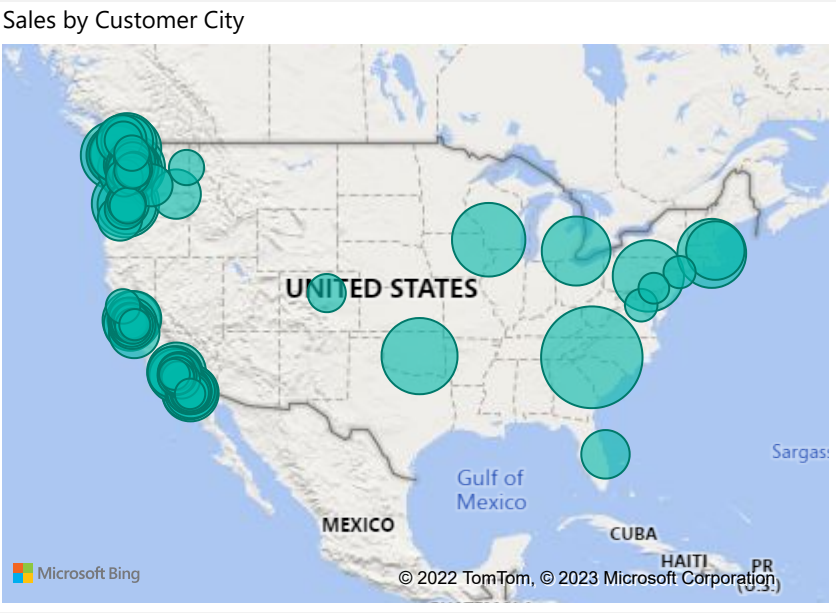 Sales by Customer City
UNITED STATES
Sargass
Gulf of
Mexico
MEXICO
CUBA
HAITI
PR
(U.S.)
Microsoft Bing
© 2022 TomTom, © 2023 Microsoft Corporation